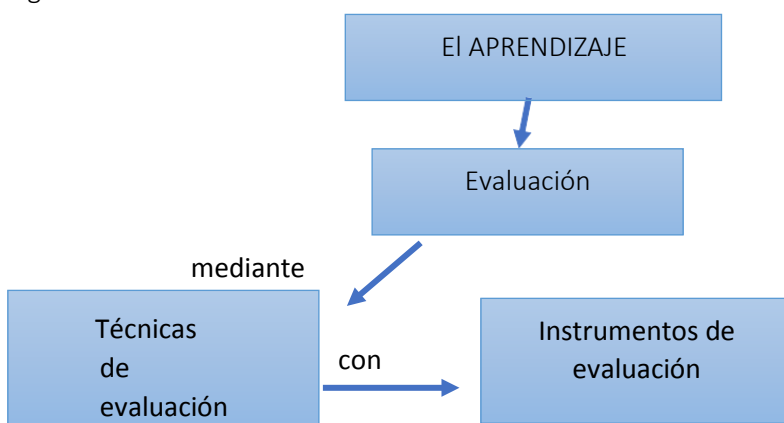 El APRENDIZAJE
Evaluación
mediante
Técnicas
de
evaluación
con
Instrumentos de
evaluación